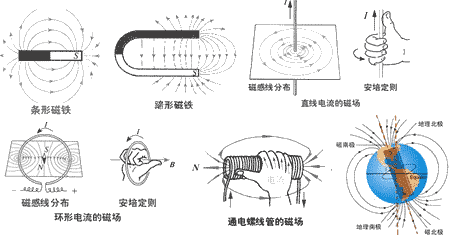 S
条形磁铁
S
蹄形磁铁
I
磁感线分布
I
安培定则
直线电流的磁场
I
S
N
− +
磁感线分布
I
B
安培定则
环形电流的磁场
N S
通电螺线管的磁场
地理北极
磁南极
Equator
地理南极
磁北极